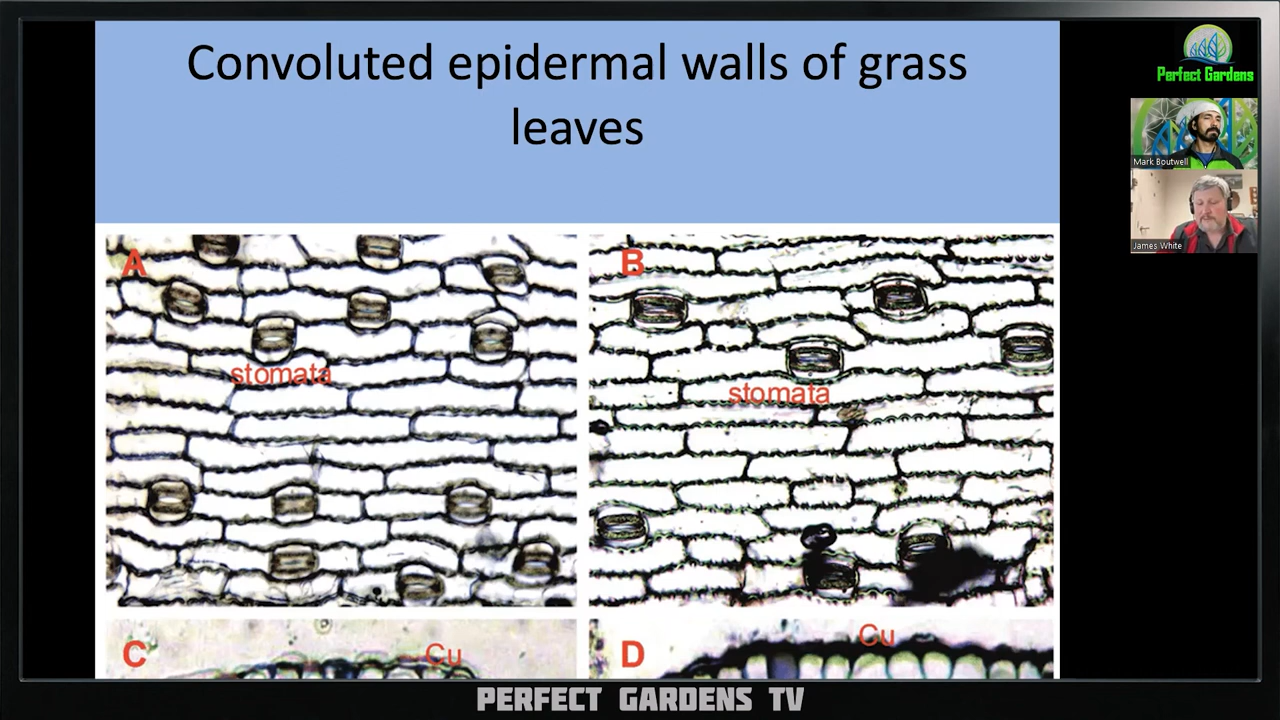 Convoluted epidermal walls of grass
leaves
Perfect Gardens
Mark Boutwell
James White
A
B
stomata
stomata
C
Cu
D
Cu
PERFECT GARDENS TV